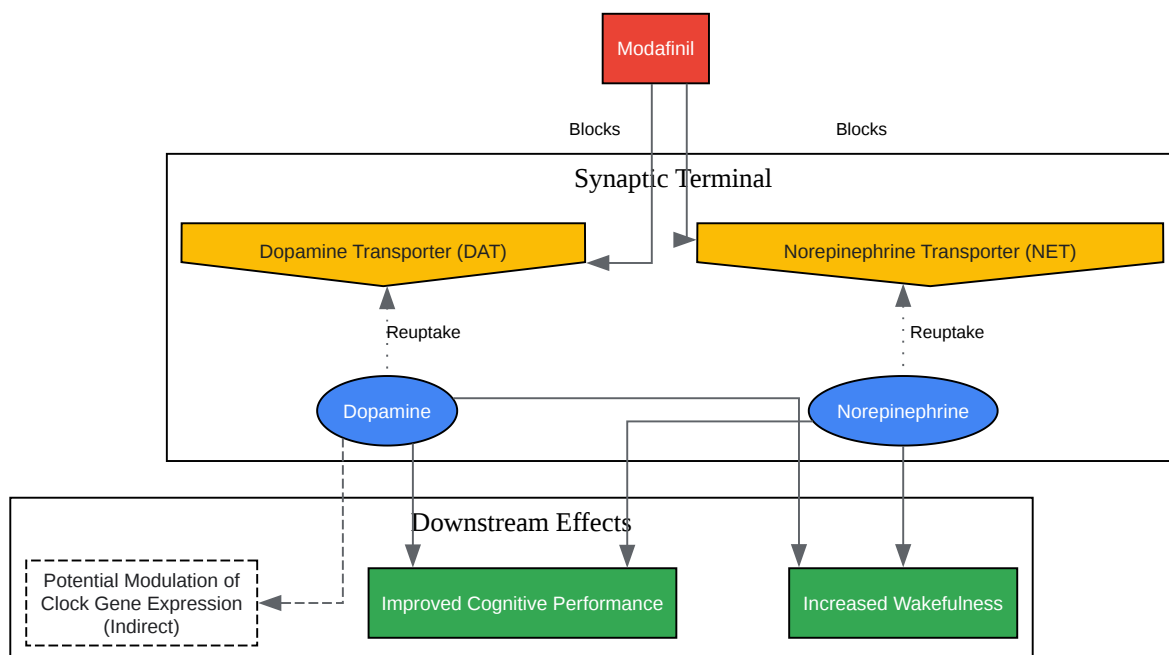 Modafinil
Blocks
Blocks
Synaptic Terminal
Dopamine Transporter (DAT)
Norepinephrine Transporter (NET)
Reuptake
Reuptake
Dopamine
Norepinephrine
Downstream Effects
Potential Modulation of
Clock Gene Expression
(Indirect)
Improved Cognitive Performance
Increased Wakefulness